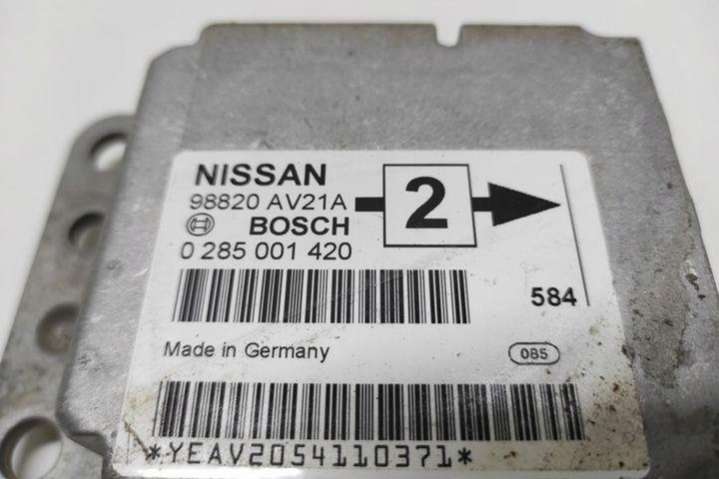 NISSAN
98820 AV21A
2
BOSCH
0 285 001 420
584
Made in Germany
085
*YEAV2054110371*